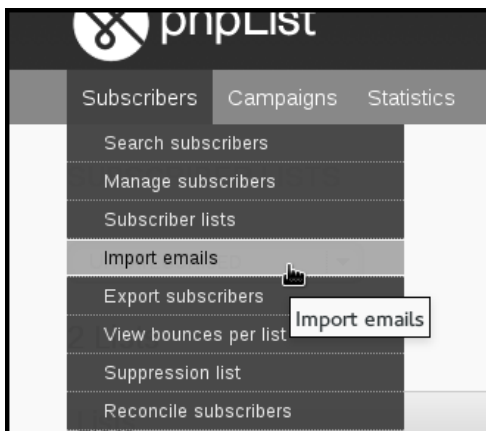 phpList
Subscribers Campaigns Statistics
Search subscribers
Manage subscribers
Subscriber lists
Import emails
Export subscribers
Import emails
View bounces per list
Suppression list
Reconcile subscribers